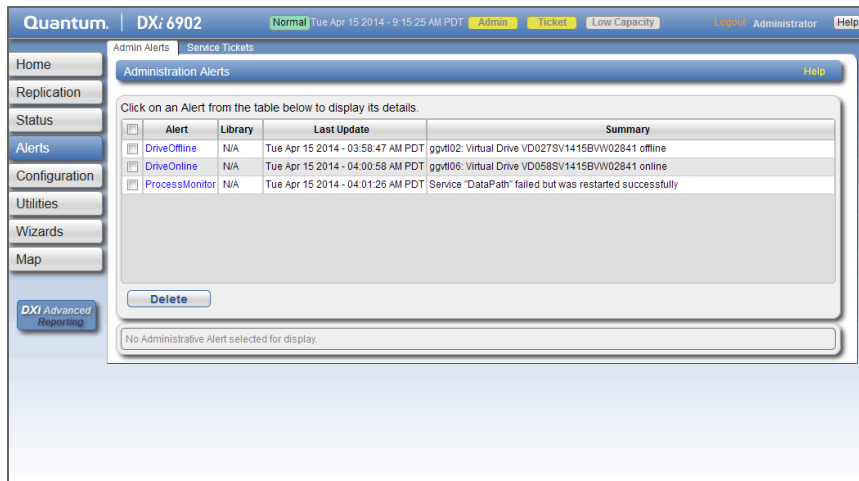 Quantum. DXi 6902 Normal Tue Apr 15 2014 - 9:15:25 AM PDT Admin Ticket Low Capacity Logout Administrator Help
Admin Alerts Service Tickets
Home
Replication
Status
Alerts
Configuration
Utilities
Wizards
Map
DXi Advanced
Reporting
Administration Alerts Help
Click on an Alert from the table below to display its details.
Alert Library Last Update Summary
DriveOffline N/A Tue Apr 15 2014 - 03:58:47 AM PDT ggvtl02: Virtual Drive VD027SV1415BVW02841 offline
DriveOnline N/A Tue Apr 15 2014 - 04:00:58 AM PDT ggvtl06: Virtual Drive VD058SV1415BVW02841 online
ProcessMonitor N/A Tue Apr 15 2014 - 04:01:26 AM PDT Service "DataPath" failed but was restarted successfully
Delete
No Administrative Alert selected for display.